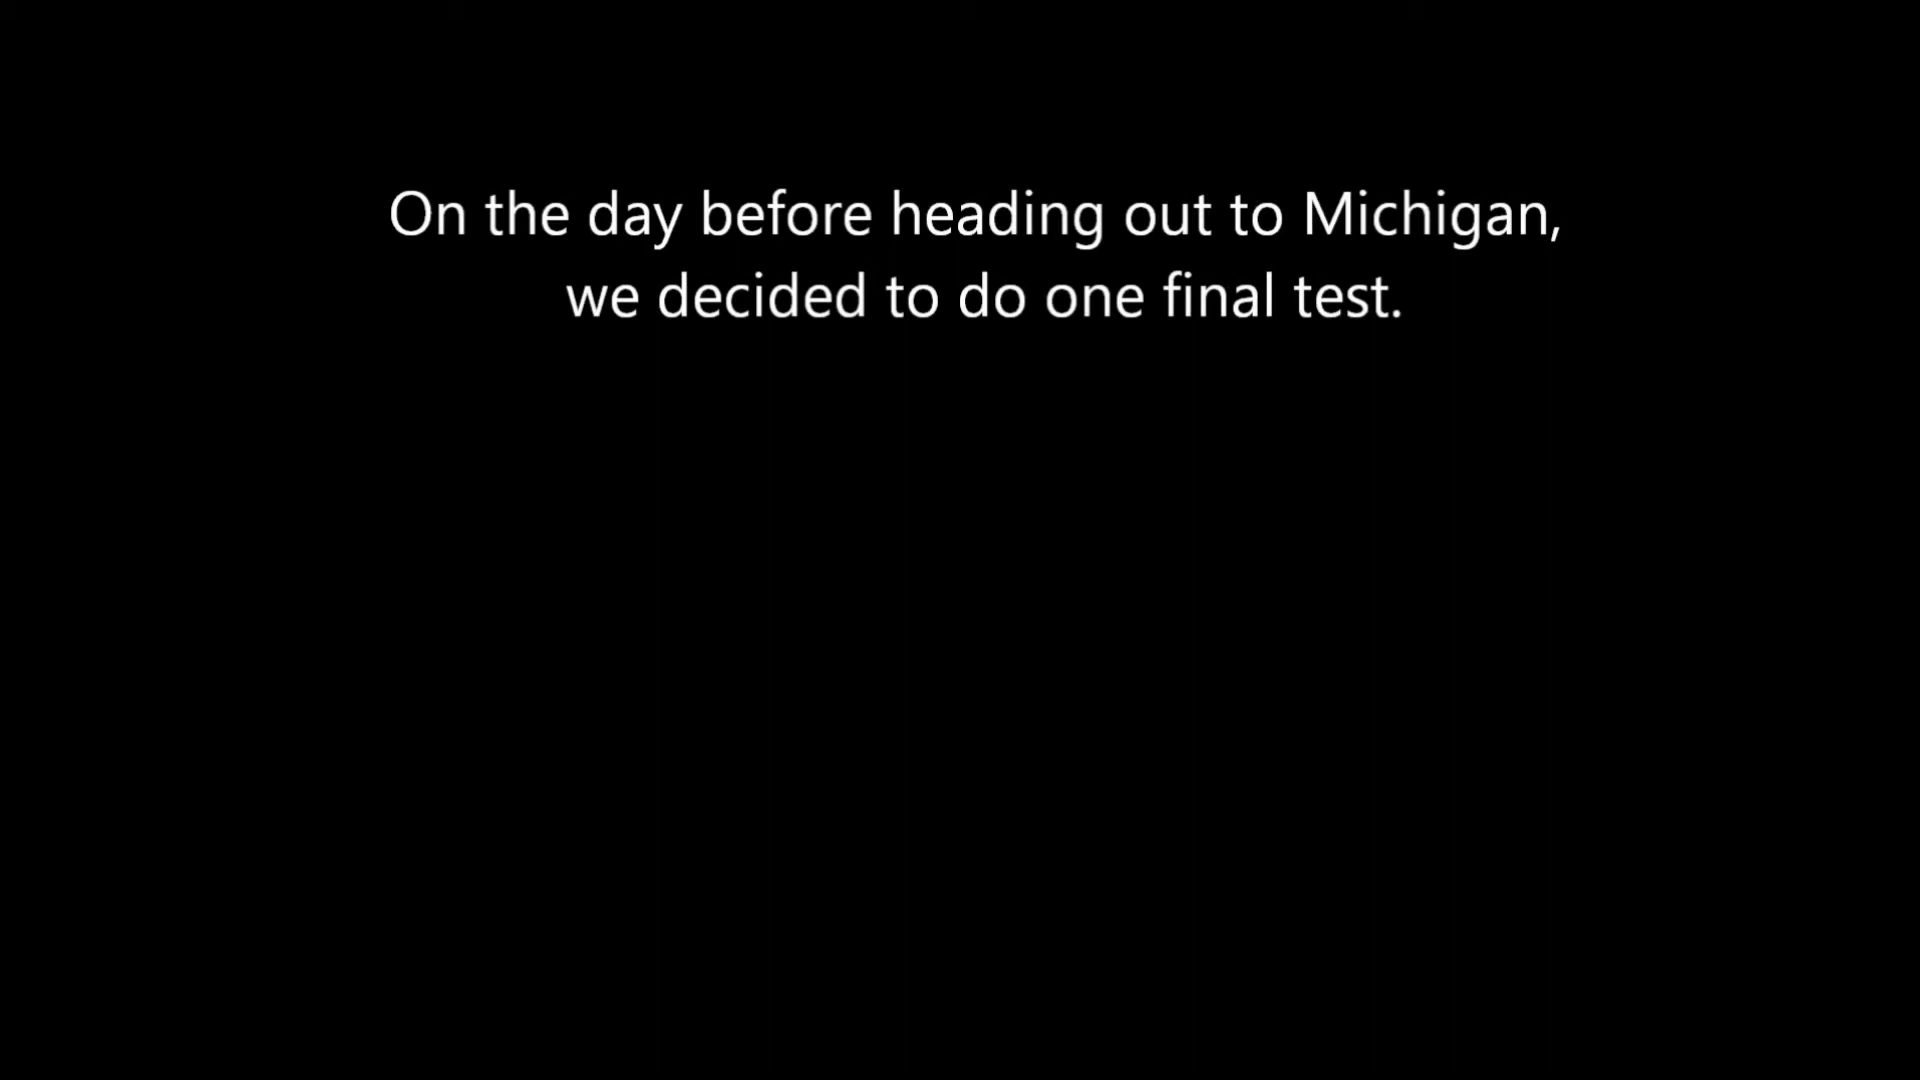 On the day before heading out to Michigan,
we decided to do one final test.